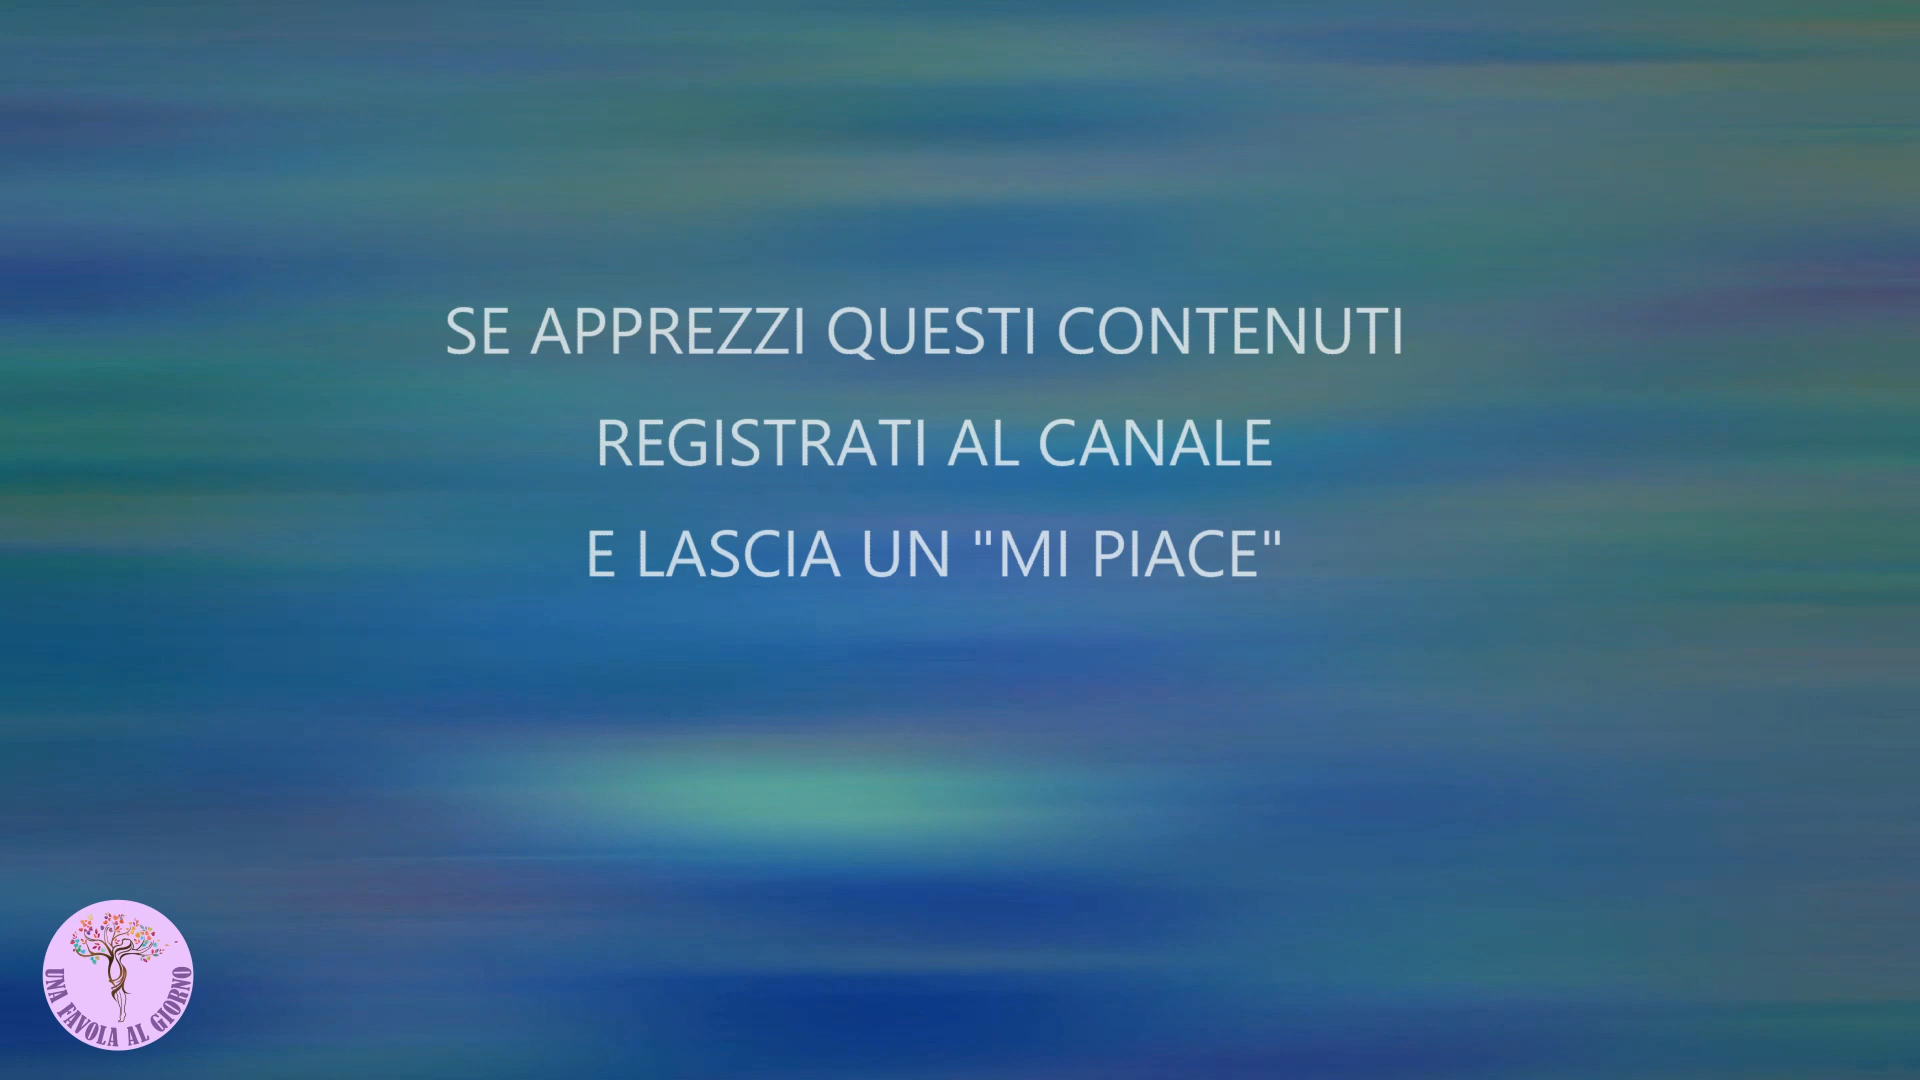 SE APPREZZI QUESTI CONTENUTI
REGISTRATI AL CANALE
E LASCIA UN "MI PIACE"
UNA FAVOLA AL GIORNO